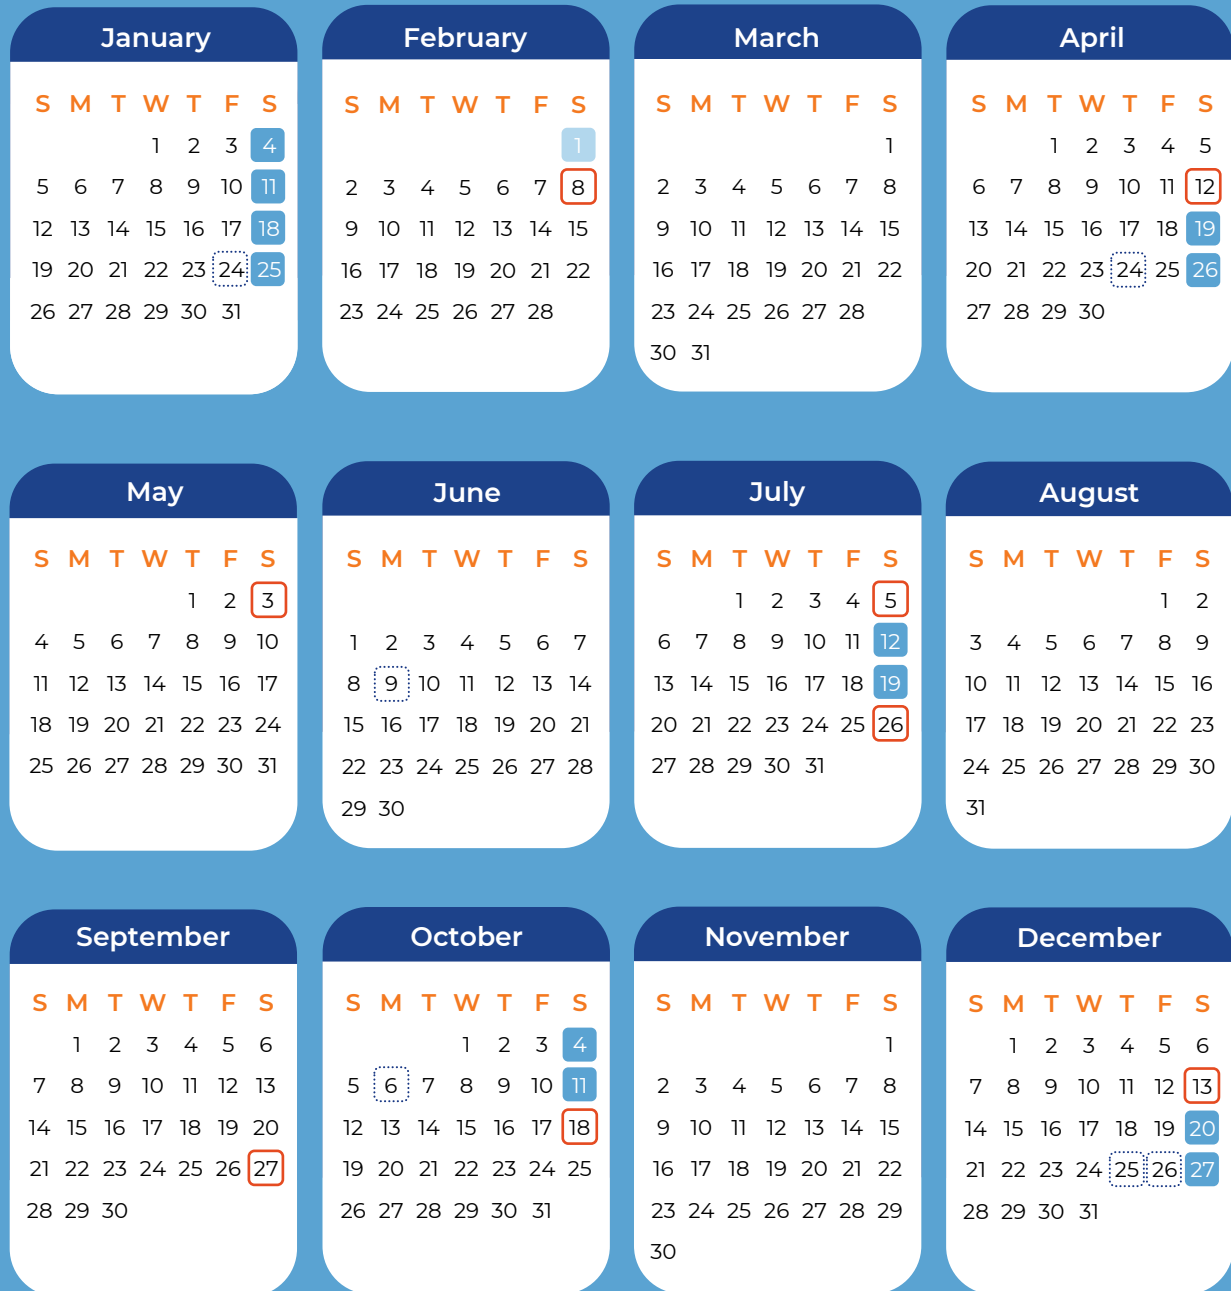 January
S M T W T F S
1 2 3 4
5 6 7 8 9 10 11
12 13 14 15 16 17 18
19 20 21 22 23 24 25
26 27 28 29 30 31
February
S M T W T F S
1
2 3 4 5 6 7 8
9 10 11 12 13 14 15
16 17 18 19 20 21 22
23 24 25 26 27 28
March
S M T W T F S
1
2 3 4 5 6 7 8
9 10 11 12 13 14 15
16 17 18 19 20 21 22
23 24 25 26 27 28
30 31
April
S M T W T F S
1 2 3 4 5
6 7 8 9 10 11 12
13 14 15 16 17 18 19
20 21 22 23 24 25 26
27 28 29 30
May
S M T W T F S
1 2 3
4 5 6 7 8 9 10
11 12 13 14 15 16 17
18 19 20 21 22 23 24
25 26 27 28 29 30 31
June
S M T W T F S
1 2 3 4 5 6 7
8 9 10 11 12 13 14
15 16 17 18 19 20 21
22 23 24 25 26 27 28
29 30
July
S M T W T F S
1 2 3 4 5
6 7 8 9 10 11 12
13 14 15 16 17 18 19
20 21 22 23 24 25 26
27 28 29 30 31
August
S M T W T F S
1 2
3 4 5 6 7 8 9
10 11 12 13 14 15 16
17 18 19 20 21 22 23
24 25 26 27 28 29 30
31
September
S M T W T F S
1 2 3 4 5 6
7 8 9 10 11 12 13
14 15 16 17 18 19 20
21 22 23 24 25 26 27
28 29 30
October
S M T W T F S
1 2 3 4
5 6 7 8 9 10 11
12 13 14 15 16 17 18
19 20 21 22 23 24 25
26 27 28 29 30 31
November
S M T W T F S
1
2 3 4 5 6 7 8
9 10 11 12 13 14 15
16 17 18 19 20 21 22
23 24 25 26 27 28 29
30
December
S M T W T F S
1 2 3 4 5 6
7 8 9 10 11 12 13
14 15 16 17 18 19 20
21 22 23 24 25 26 27
28 29 30 31